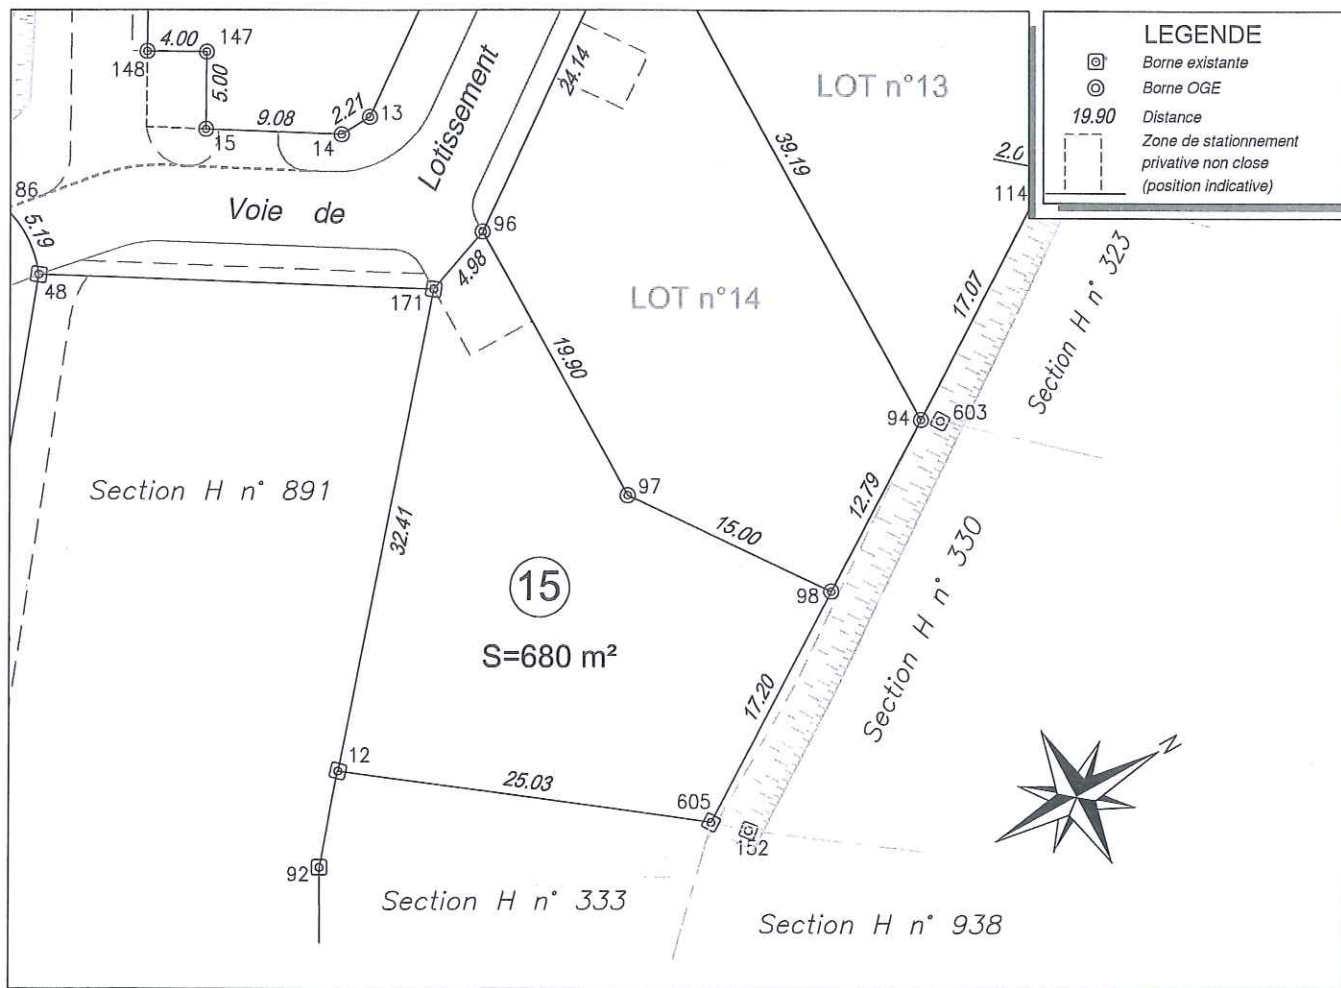 LEGENDE
Borne existante
Borne OGE
19.90 Distance
Zone de stationnement
privative non close
(position indicative)
4.00
147
148
5.00
2.21
13
9.08
15
14
24.14
LOT n°13
39.19
2.0
114
86
5.19
Voie de
Lotissement
96
4.98
48
171
LOT n°14
17.07
Section H n° 323
19.90
94
603
Section H n° 891
32.41
97
12.79
15.00
Section H n° 330
15
98
S=680 m²
17.20
12
25.03
605
152
N
92
Section H n° 333
Section H n° 938